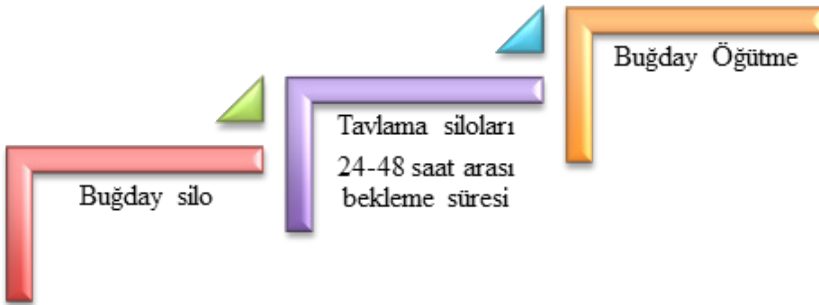 Buğday silo
Tavlama siloları
24-48 saat arası
bekleme süresi
Buğday Öğütme